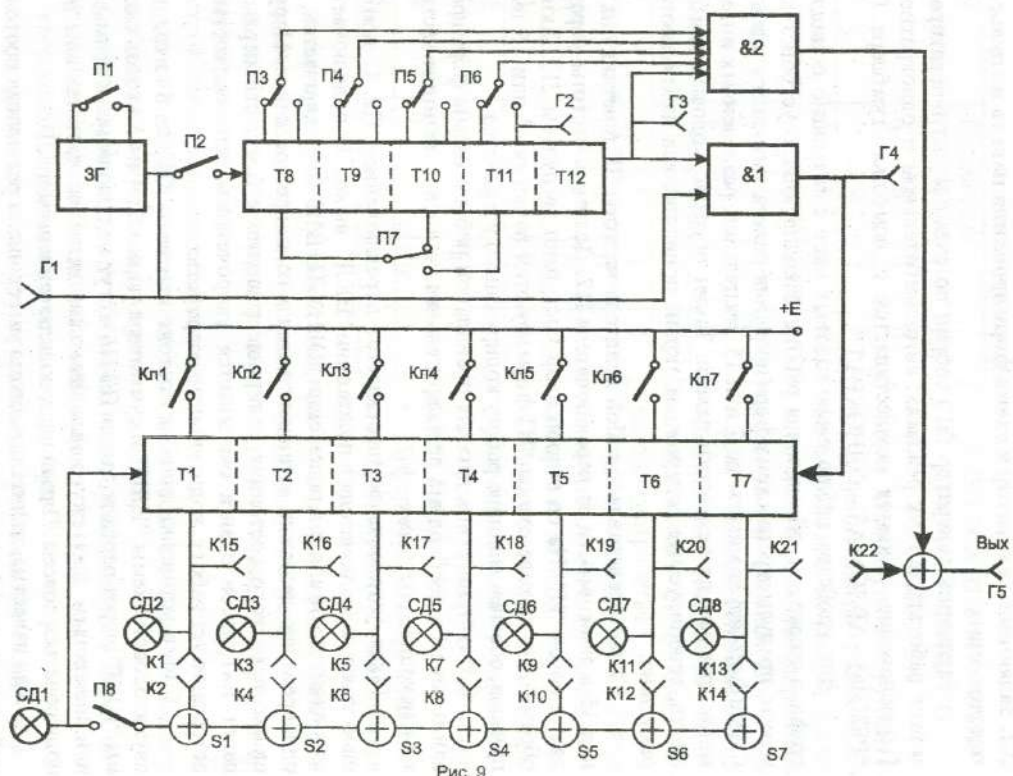 &2
П3 П4 П5 П6
П1
Г2
Г3
П2
ЗГ
Т8 Т9 Т10 Т11 Т12
&1
Г4
П7
Г1
+E
Кл1 Кл2 Кл3 Кл4 Кл5 Кл6 Кл7
Т1 Т2 Т3 Т4 Т5 Т6 Т7
К15 К16 К17 К18 К19 К20 К21 К22 Вых
Г5
СД2 СД3 СД4 СД5 СД6 СД7 СД8
К1 К3 К5 К7 К9 К11 К13
К2 К4 К6 К8 К10 К12 К14
СД1 П8
S1 S2 S3 S4 S5 S6 S7
Рис. 9